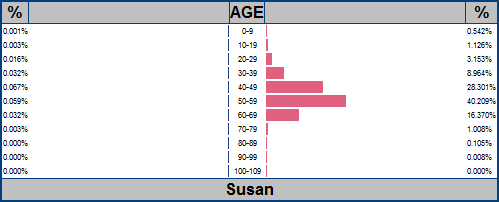 % AGE %
0.001% 0-9 0.542%
0.003% 10-19 1.126%
0.016% 20-29 3.153%
0.032% 30-39 8.964%
0.067% 40-49 28.301%
0.059% 50-59 40.209%
0.032% 60-69 16.370%
0.003% 70-79 1.008%
0.000% 80-89 0.105%
0.000% 90-99 0.008%
0.000% 100-109 0.000%
Susan